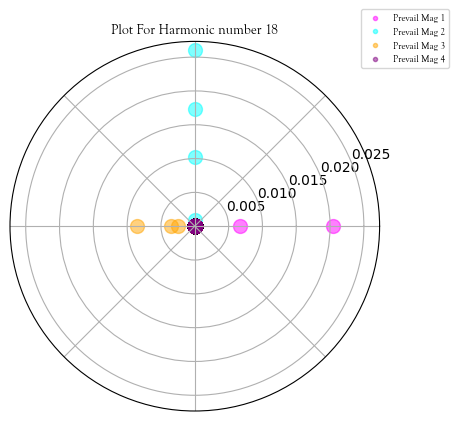 Plot For Harmonic number 18
Prevail Mag 1
Prevail Mag 2
Prevail Mag 3
Prevail Mag 4
0.025
0.020
0.015
0.010
0.005